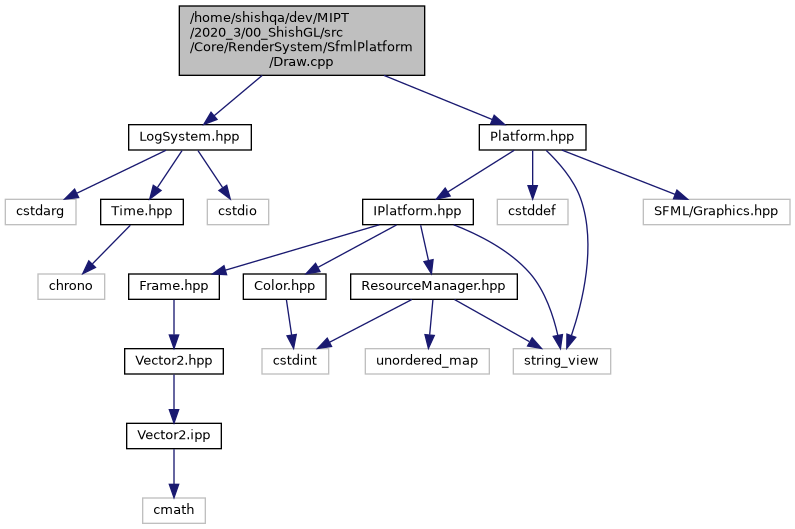 /home/shishqa/dev/MIPT
/2020_3/00_ShishGL/src
/Core/RenderSystem/SfmlPlatform
/Draw.cpp
LogSystem.hpp
Platform.hpp
cstdarg
Time.hpp
cstdio
IPlatform.hpp
cstddef
SFML/Graphics.hpp
chrono
Frame.hpp
Color.hpp
ResourceManager.hpp
Vector2.hpp
cstdint
unordered_map
string_view
Vector2.ipp
cmath